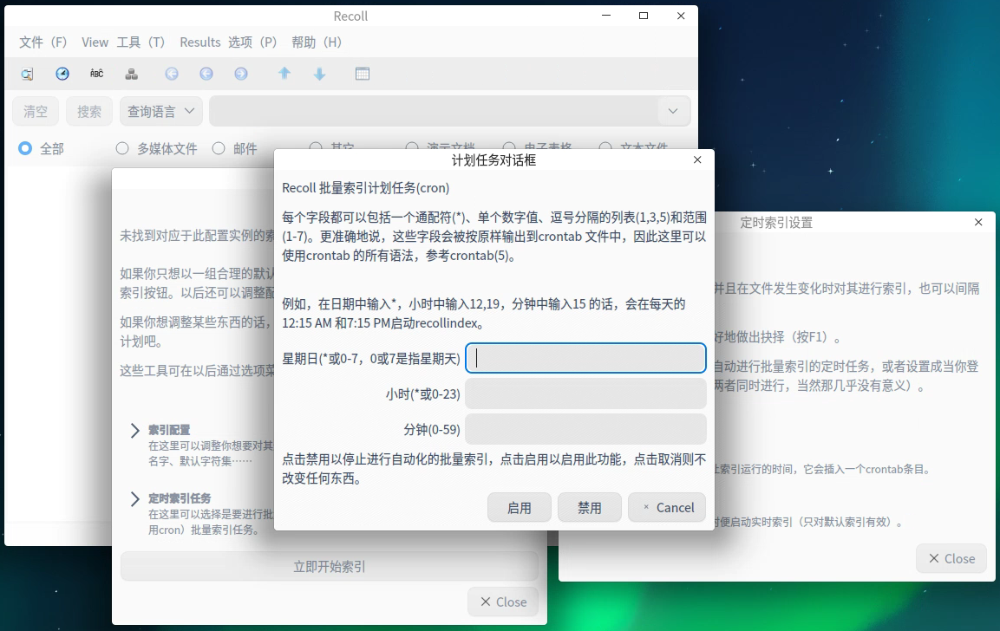 Recoll
文件（F） View 工具（T） Results 选项（P） 帮助（H）
ABC
清空 搜索 查询语言
全部 多媒体文件 邮件 其它 演示文档 电子表格 文本文件
计划任务对话框
Recoll 批量索引计划任务(cron)
每个字段都可以包括一个通配符(*)、单个数字值、逗号分隔的列表(1,3,5)和范围
(1-7)。更准确地说，这些字段会被按原样输出到crontab 文件中，因此这里可以
使用crontab 的所有语法，参考crontab(5)。
例如，在日期中输入*，小时中输入12,19，分钟中输入15 的话，会在每天的
12:15 AM 和7:15 PM启动recollindex。
星期日(*或0-7，0或7是指星期天)
小时(*或0-23)
分钟(0-59)
点击禁用以停止进行自动化的批量索引，点击启用以启用此功能，点击取消则不
改变任何东西。
启用 禁用 Cancel
未找到对应于此配置实例的索
如果你只想以一组合理的默认
索引按钮。以后还可以调整配
如果你想调整某些东西的话，
计划吧。
这些工具可在以后通过选项菜
索引配置
在这里可以调整你想要对其
名字、默认字符集……
定时索引任务
在这里可以选择是要进行批
用cron）批量索引任务。
立即开始索引
Close
定时索引设置
并且在文件发生变化时对其进行索引，也可以间隔
好地做出抉择（按F1）。
自动进行批量索引的定时任务，或者设置成当你登
两者同时进行，当然那几乎没有意义）。
让索引运行的时间，它会插入一个crontab条目。
时便启动实时索引（只对默认索引有效）。
Close